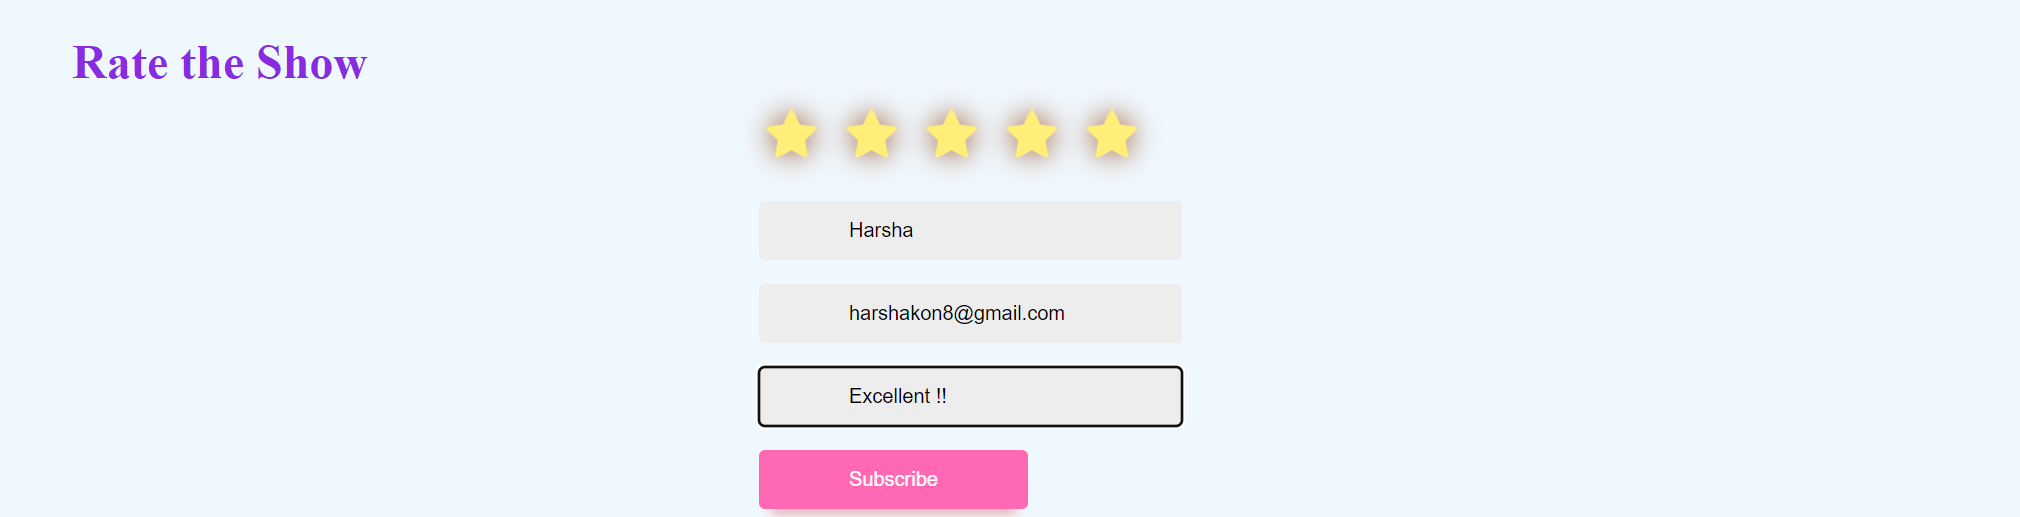 Rate the Show
Harsha
harshakon8@gmail.com
Excellent !!
Subscribe